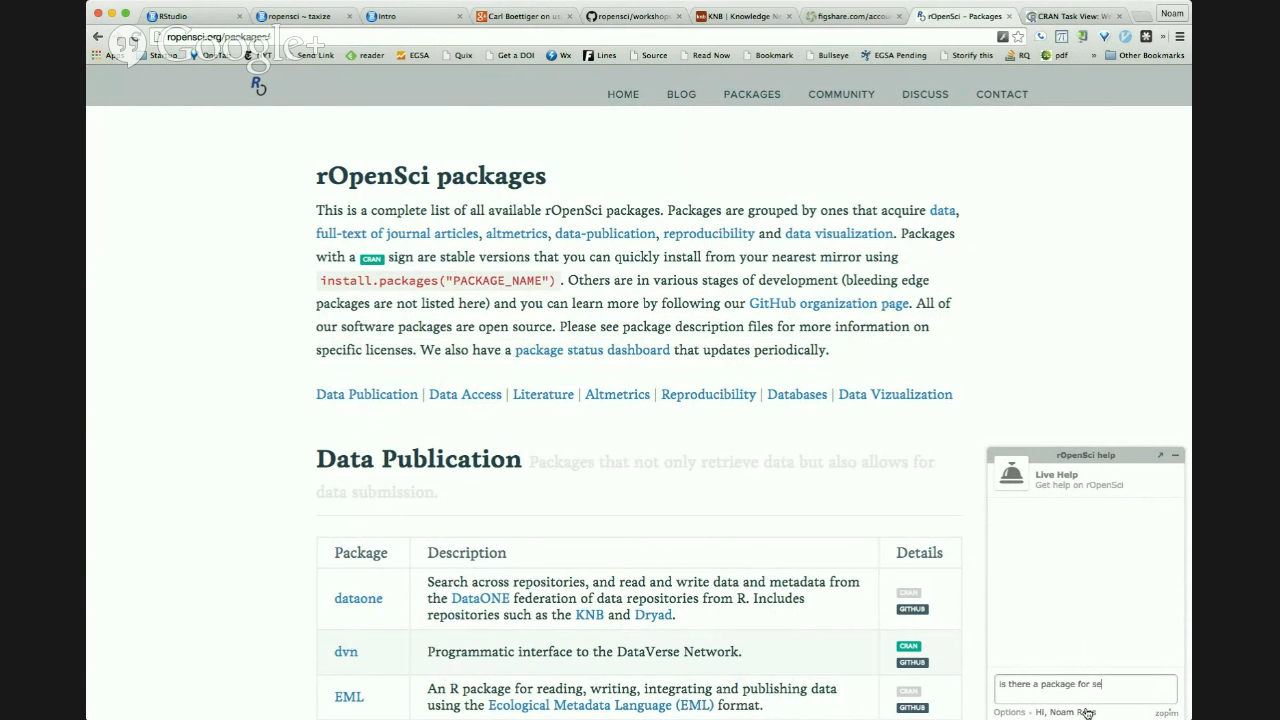 RStudio
ropensci ~ taxize
Intro
Carl Boettiger on us
ropensci/workshops
KNB | Knowledge Ne
figshare.com/accou
rOpenSci - Packages
CRAN Task View: We
Noam
ropensci.org/packages/
Google+
Apps
YT
Send Link
reader
EGSA
Quix
Get a DOI
Wx
Lines
Source
Read Now
Bookmark
Bullseye
EGSA Pending
Storify this
RQ
pdf
»
Other Bookmarks
HOME
BLOG
PACKAGES
COMMUNITY
DISCUSS
CONTACT
rOpenSci packages
This is a complete list of all available rOpenSci packages. Packages are grouped by ones that acquire data,
full-text of journal articles, altmetrics, data-publication, reproducibility and data visualization. Packages
with a CRAN sign are stable versions that you can quickly install from your nearest mirror using
install.packages("PACKAGE_NAME") . Others are in various stages of development (bleeding edge
packages are not listed here) and you can learn more by following our GitHub organization page. All of
our software packages are open source. Please see package description files for more information on
specific licenses. We also have a package status dashboard that updates periodically.
Data Publication | Data Access | Literature | Altmetrics | Reproducibility | Databases | Data Vizualization
Data Publication Packages that not only retrieve data but also allows for
data submission.
Package
Description
Details
dataone
Search across repositories, and read and write data and metadata from
the DataONE federation of data repositories from R. Includes
repositories such as the KNB and Dryad.
CRAN
GITHUB
dvn
Programmatic interface to the DataVerse Network.
CRAN
GITHUB
EML
An R package for reading, writing, integrating and publishing data
using the Ecological Metadata Language (EML) format.
CRAN
GITHUB
rOpenSci help
Live Help
Get help on rOpenSci
is there a package for se
Options
Hi, Noam Ross
zopim